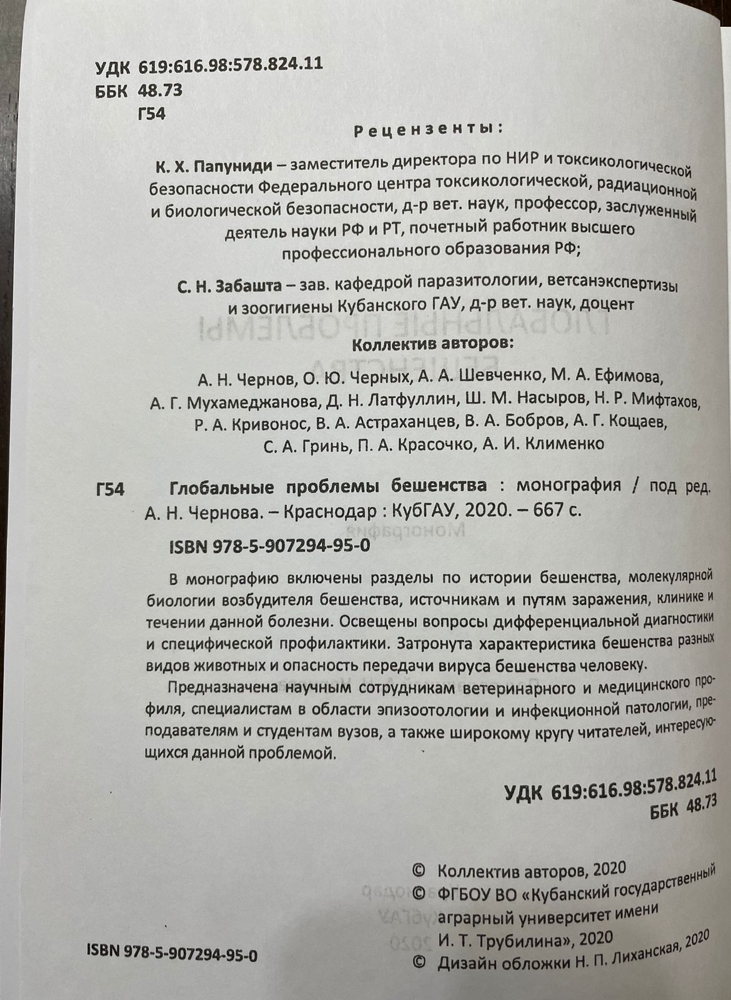 УДК 619:616.98:578.824.11
ББК 48.73
Г54
Рецензенты:
К. Х. Папуниди – заместитель директора по НИР и токсикологической
безопасности Федерального центра токсикологической, радиационной
и биологической безопасности, д-р вет. наук, профессор, заслуженный
деятель науки РФ и РТ, почетный работник высшего
профессионального образования РФ;
С. Н. Забашта – зав. кафедрой паразитологии, ветсанэкспертизы
и зоогигиены Кубанского ГАУ, д-р вет. наук, доцент
Коллектив авторов:
А. Н. Чернов, О. Ю. Черных, А. А. Шевченко, М. А. Ефимова,
А. Г. Мухамеджанова, Д. Н. Латфуллин, Ш. М. Насыров, Н. Р. Мифтахов,
Р. А. Кривонос, В. А. Астраханцев, В. А. Бобров, А. Г. Кощаев,
С. А. Гринь, П. А. Красочко, А. И. Клименко
Г54 Глобальные проблемы бешенства : монография / под ред.
А. Н. Чернова. – Краснодар : КубГАУ, 2020. – 667 с.
ISBN 978-5-907294-95-0
В монографию включены разделы по истории бешенства, молекулярной
биологии возбудителя бешенства, источникам и путям заражения, клинике и
течении данной болезни. Освещены вопросы дифференциальной диагностики
и специфической профилактики. Затронута характеристика бешенства разных
видов животных и опасность передачи вируса бешенства человеку.
Предназначена научным сотрудникам ветеринарного и медицинского про-
филя, специалистам в области эпизоотологии и инфекционной патологии, пре-
подавателям и студентам вузов, а также широкому кругу читателей, интересую-
щихся данной проблемой.
УДК 619:616.98:578.824.11
ББК 48.73
© Коллектив авторов, 2020
© ФГБОУ ВО «Кубанский государственный
аграрный университет имени
И. Т. Трубилина», 2020
© Дизайн обложки Н. П. Лиханская, 2020
ISBN 978-5-907294-95-0